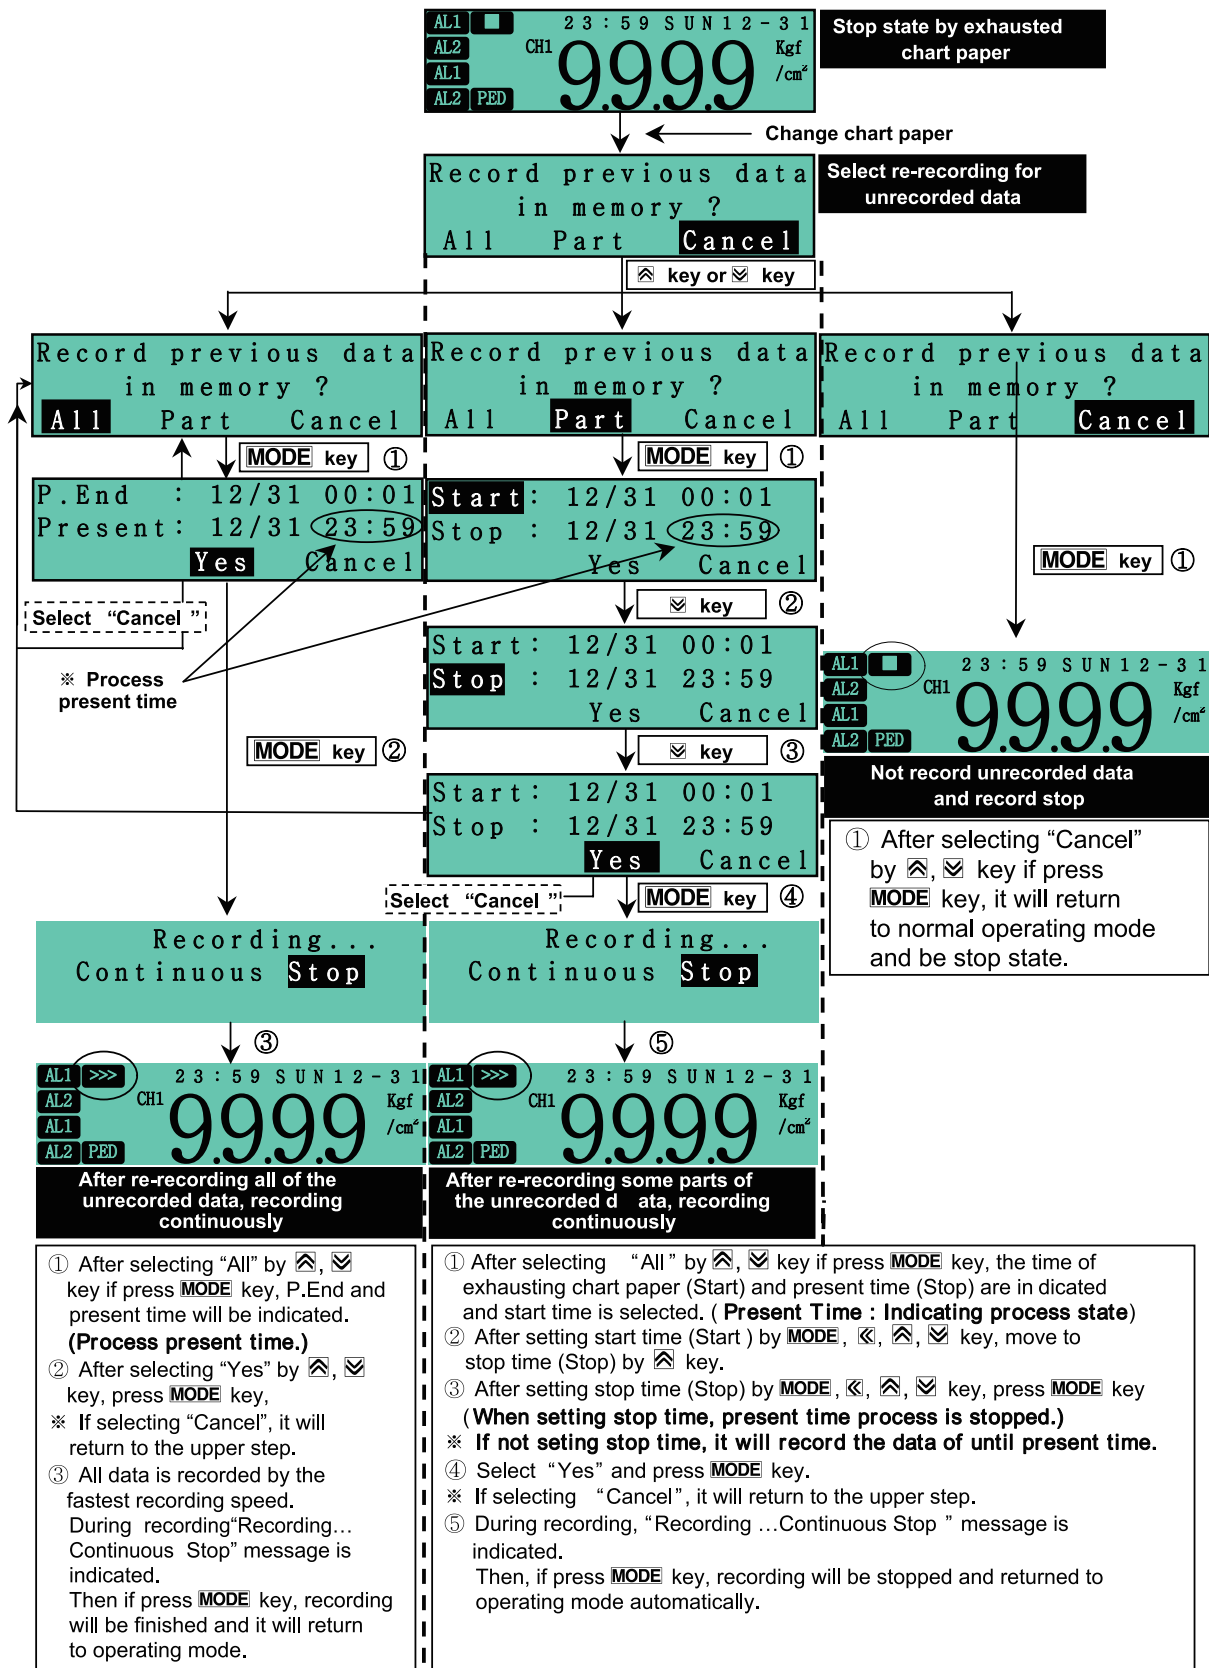 AL1 23:59 SUN12-31
AL2 CH1 9.9.9.9 Kgf
AL1 /cm²
AL2 P.ED
Stop state by exhausted
chart paper
Change chart paper
Record previous data
in memory ?
All Part Cancel
Select re-recording for
unrecorded data
key or key
Record previous data
in memory ?
All Part Cancel
Record previous data
in memory ?
All Part Cancel
Record previous data
in memory ?
All Part Cancel
MODE key ①
MODE key ①
MODE key ①
P.End : 12/31 00:01
Present: 12/31 23:59
Yes Cancel
Start: 12/31 00:01
Stop : 12/31 23:59
Yes Cancel
Select “Cancel ”
key ②
※ Process
present time
Start: 12/31 00:01
Stop : 12/31 23:59
Yes Cancel
MODE key ②
key ③
Start: 12/31 00:01
Stop : 12/31 23:59
Yes Cancel
Select “Cancel ”
MODE key ④
AL1 23:59 SUN12-31
AL2 CH1 9.9.9.9 Kgf
AL1 /cm²
AL2 P.ED
Not record unrecorded data
and record stop
① After selecting “Cancel”
by , key if press
MODE key, it will return
to normal operating mode
and be stop state.
Recording...
Continuous Stop
Recording...
Continuous Stop
③
⑤
AL1 >>> 23:59 SUN12-31
AL2 CH1 9.9.9.9 Kgf
AL1 /cm²
AL2 P.ED
AL1 >>> 23:59 SUN12-31
AL2 CH1 9.9.9.9 Kgf
AL1 /cm²
AL2 P.ED
After re-recording all of the
unrecorded data, recording
continuously
After re-recording some parts of
the unrecorded d ata, recording
continuously
① After selecting “All” by ,
key if press MODE key, P.End and
present time will be indicated.
(Process present time.)
② After selecting “Yes” by ,
key, press MODE key,
※ If selecting “Cancel”, it will
return to the upper step.
③ All data is recorded by the
fastest recording speed.
During recording“Recording…
Continuous Stop” message is
indicated.
Then if press MODE key, recording
will be finished and it will return
to operating mode.
① After selecting “All ” by , key if press MODE key, the time of
exhausting chart paper (Start) and present time (Stop) are in dicated
and start time is selected. ( Present Time : Indicating process state)
② After setting start time (Start ) by MODE , , , key, move to
stop time (Stop) by key.
③ After setting stop time (Stop) by MODE , , , key, press MODE key
(When setting stop time, present time process is stopped.)
※ If not seting stop time, it will record the data of until present time.
④ Select “Yes” and press MODE key.
※ If selecting “Cancel”, it will return to the upper step.
⑤ During recording, “Recording …Continuous Stop ” message is
indicated.
Then, if press MODE key, recording will be stopped and returned to
operating mode automatically.